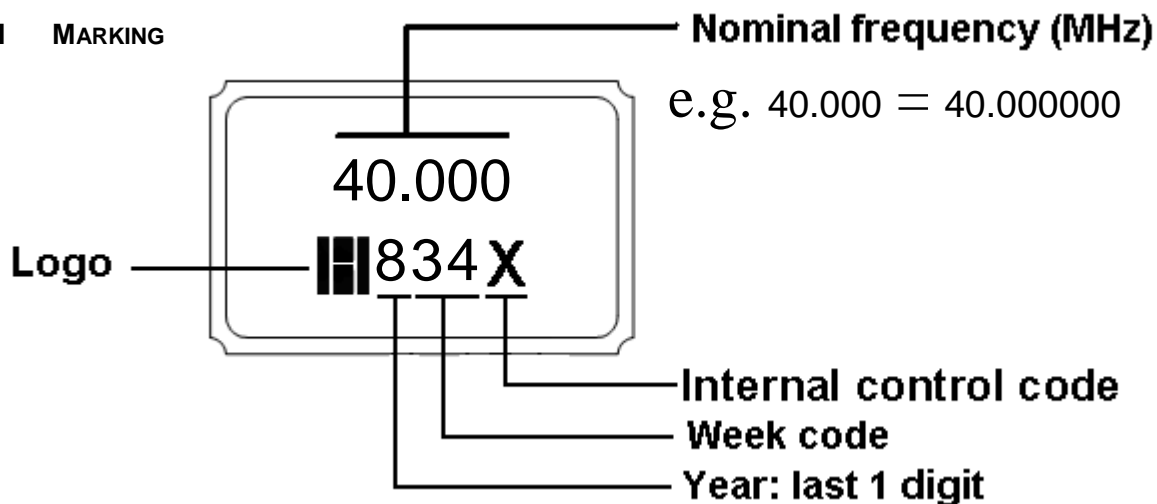 MARKING
Nominal frequency (MHz)
e.g. 40.000 = 40.000000
40.000
Logo
834X
Internal control code
Week code
Year: last 1 digit